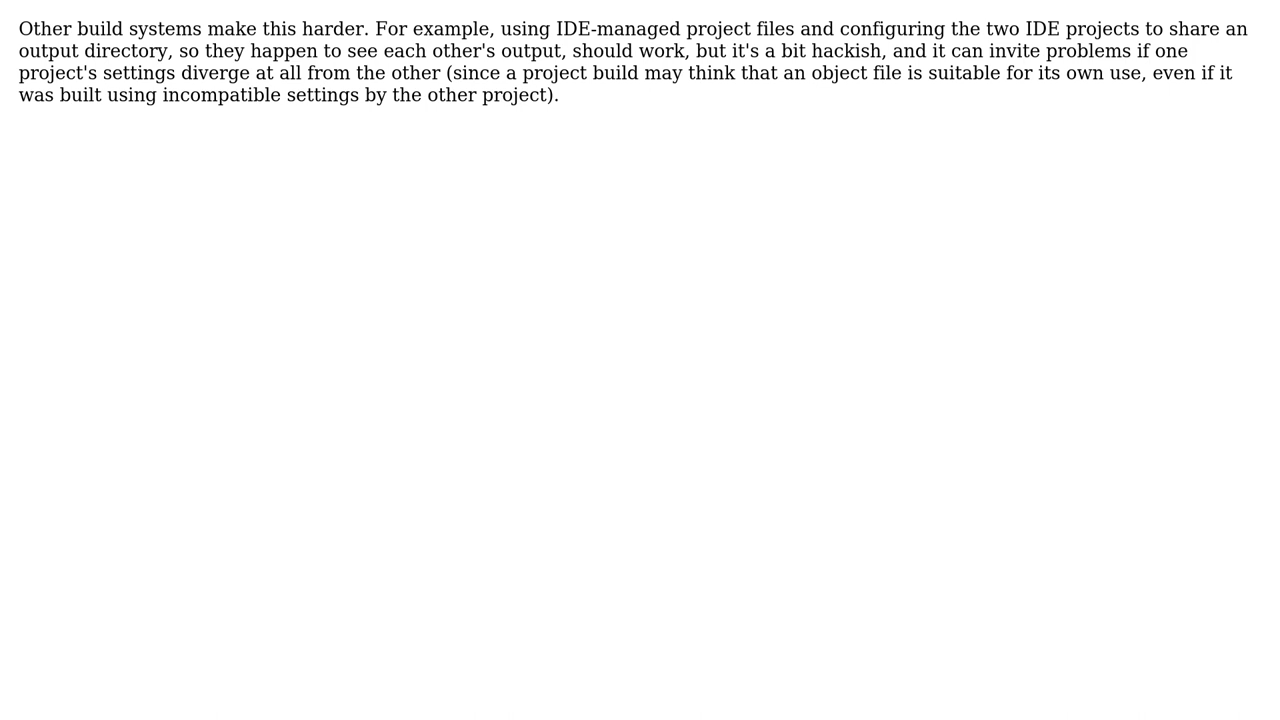 Other build systems make this harder. For example, using IDE-managed project files and configuring the two IDE projects to share an
output directory, so they happen to see each other's output, should work, but it's a bit hackish, and it can invite problems if one
project's settings diverge at all from the other (since a project build may think that an object file is suitable for its own use, even if it
was built using incompatible settings by the other project).